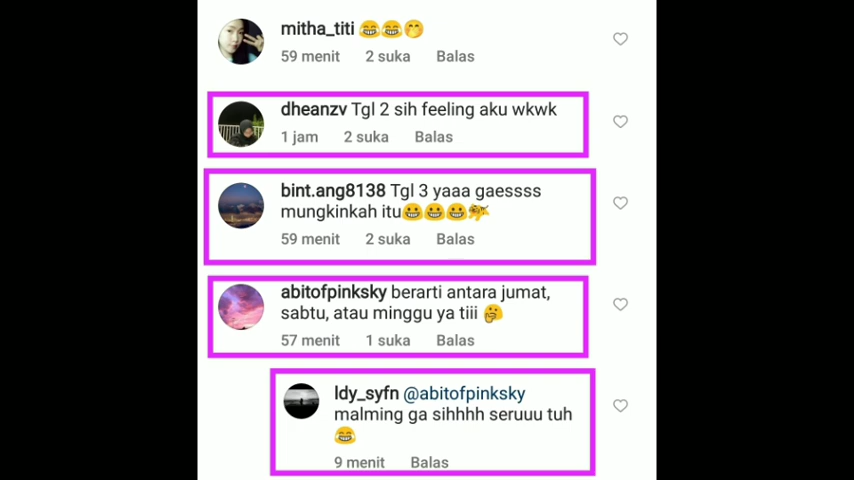 mitha_titi 😂😂🤭
59 menit 2 suka Balas
dheanzv Tgl 2 sih feeling aku wkwk
1 jam 2 suka Balas
bint.ang8138 Tgl 3 yaaa gaessss
mungkinkah itu😀😀😀🐅
59 menit 2 suka Balas
abitofpinksky berarti antara jumat,
sabtu, atau minggu ya tiii 🤔
57 menit 1 suka Balas
ldy_syfn @abitofpinksky
malming ga sihhhh seruuu tuh
😂
9 menit Balas